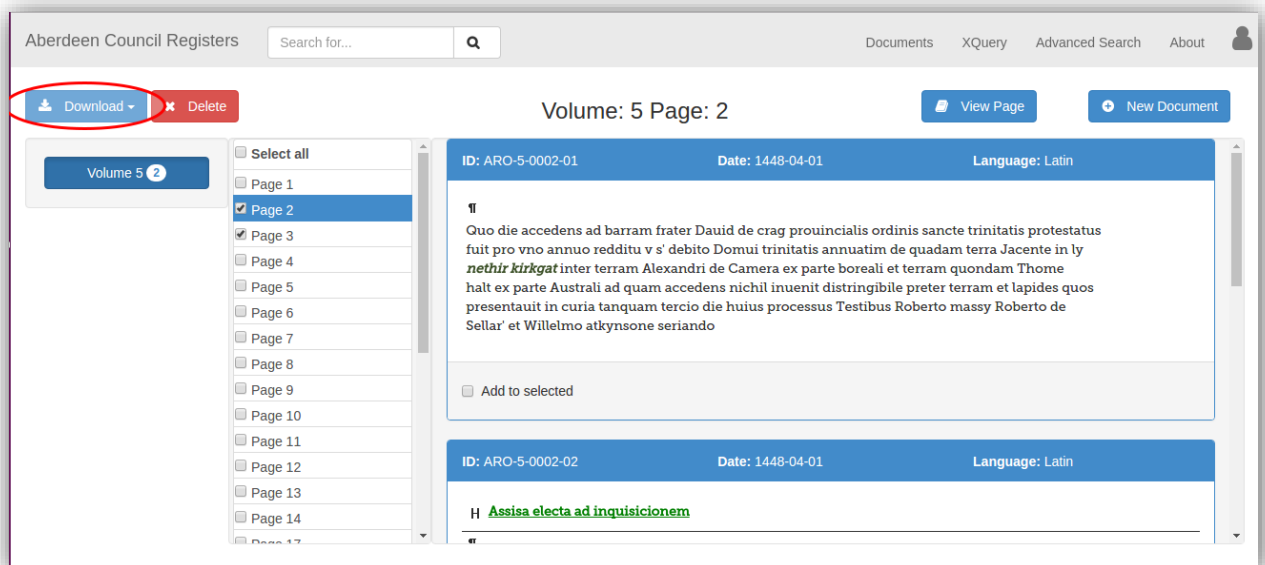 Aberdeen Council Registers
Search for...
Documents XQuery Advanced Search About
Download Delete
Volume: 5 Page: 2
View Page New Document
Volume 5 2
Select all
Page 1
Page 2
Page 3
Page 4
Page 5
Page 6
Page 7
Page 8
Page 9
Page 10
Page 11
Page 12
Page 13
Page 14
Page 17
ID: ARO-5-0002-01 Date: 1448-04-01 Language: Latin
¶
Quo die accedens ad barram frater Dauid de crag prouincialis ordinis sancte trinitatis protestatus
fuit pro vno annuo redditu v s' debito Domui trinitatis annuatim de quadam terra Jacente in ly
nethir kirkgat inter terram Alexandri de Camera ex parte boreali et terram quondam Thome
halt ex parte Australi ad quam accedens nichil inuenit distringibile preter terram et lapides quos
presentauit in curia tanquam tercio die huius processus Testibus Roberto massy Roberto de
Sellar' et Willelmo atkynsone seriando
Add to selected
ID: ARO-5-0002-02 Date: 1448-04-01 Language: Latin
H Assisa electa ad inquisicionem
¶